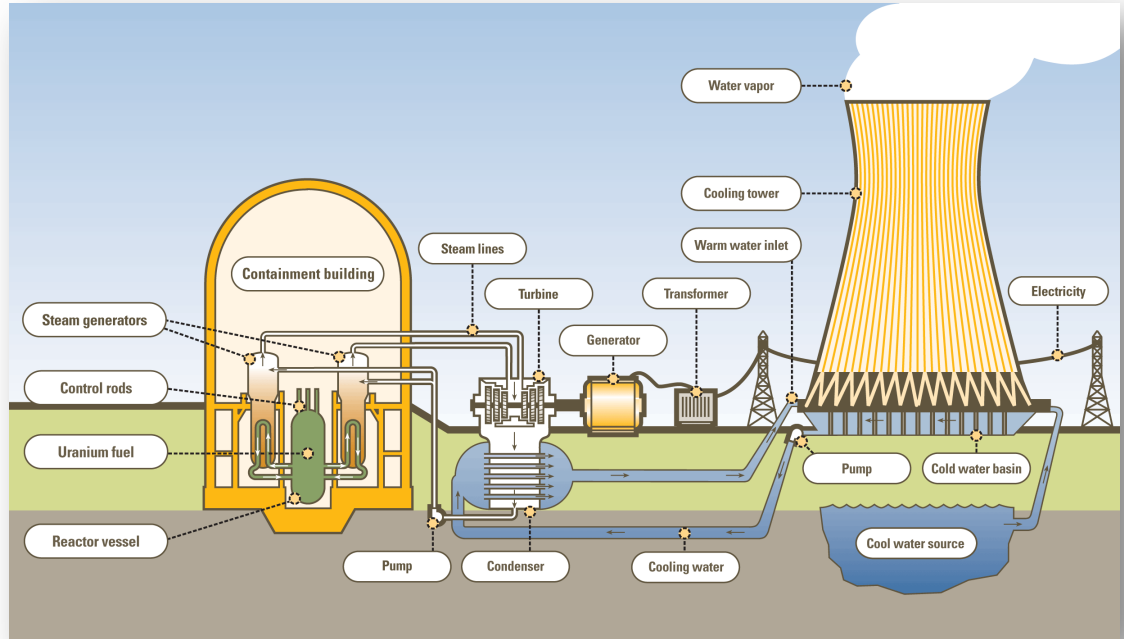 Water vapor
Cooling tower
Steam lines
Warm water inlet
Containment building
Turbine
Transformer
Electricity
Steam generators
Generator
Control rods
Uranium fuel
Pump
Cold water basin
Reactor vessel
Cool water source
Pump
Condenser
Cooling water